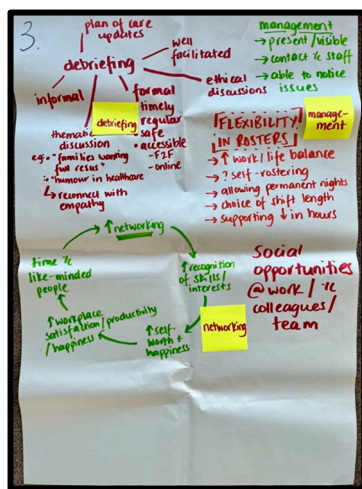 3.
plan of care
updates
debriefing
well
facilitated
ethical
discussions
informal
debriefing
formal
timely
regular
safe
• accessible
- F2F
- online
thematic
discussion
eg: • "families wanting
full resus"
• "humour in healthcare"
↳ reconnect with
empathy
management
→ present/visible
→ contact c̄ staff
→ able to notice
issues
manage-
ment
FLEXIBILITY
IN ROSTERS
→ ↑ work/life balance
→ ? self-rostering
→ allowing permanent nights
→ choice of shift length
→ supporting ↓ in hours
↑ networking
↑ recognition
of skills/
interests
↑ self-
worth +
happiness
↑ workplace
satisfaction/productivity
/happiness
time c̄
like-minded
people
networking
Social
opportunities
@ work / c̄
colleagues/
team